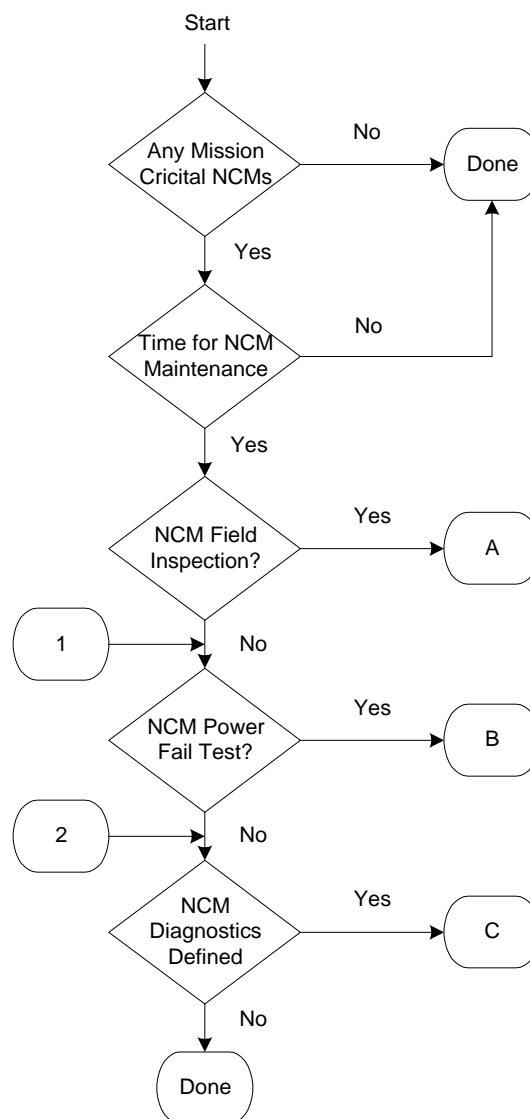 Start
Any Mission
Cricital NCMs
No
Done
Yes
Time for NCM
Maintenance
No
Yes
NCM Field
Inspection?
Yes
A
1
No
NCM Power
Fail Test?
Yes
B
2
No
NCM
Diagnostics
Defined
Yes
C
No
Done